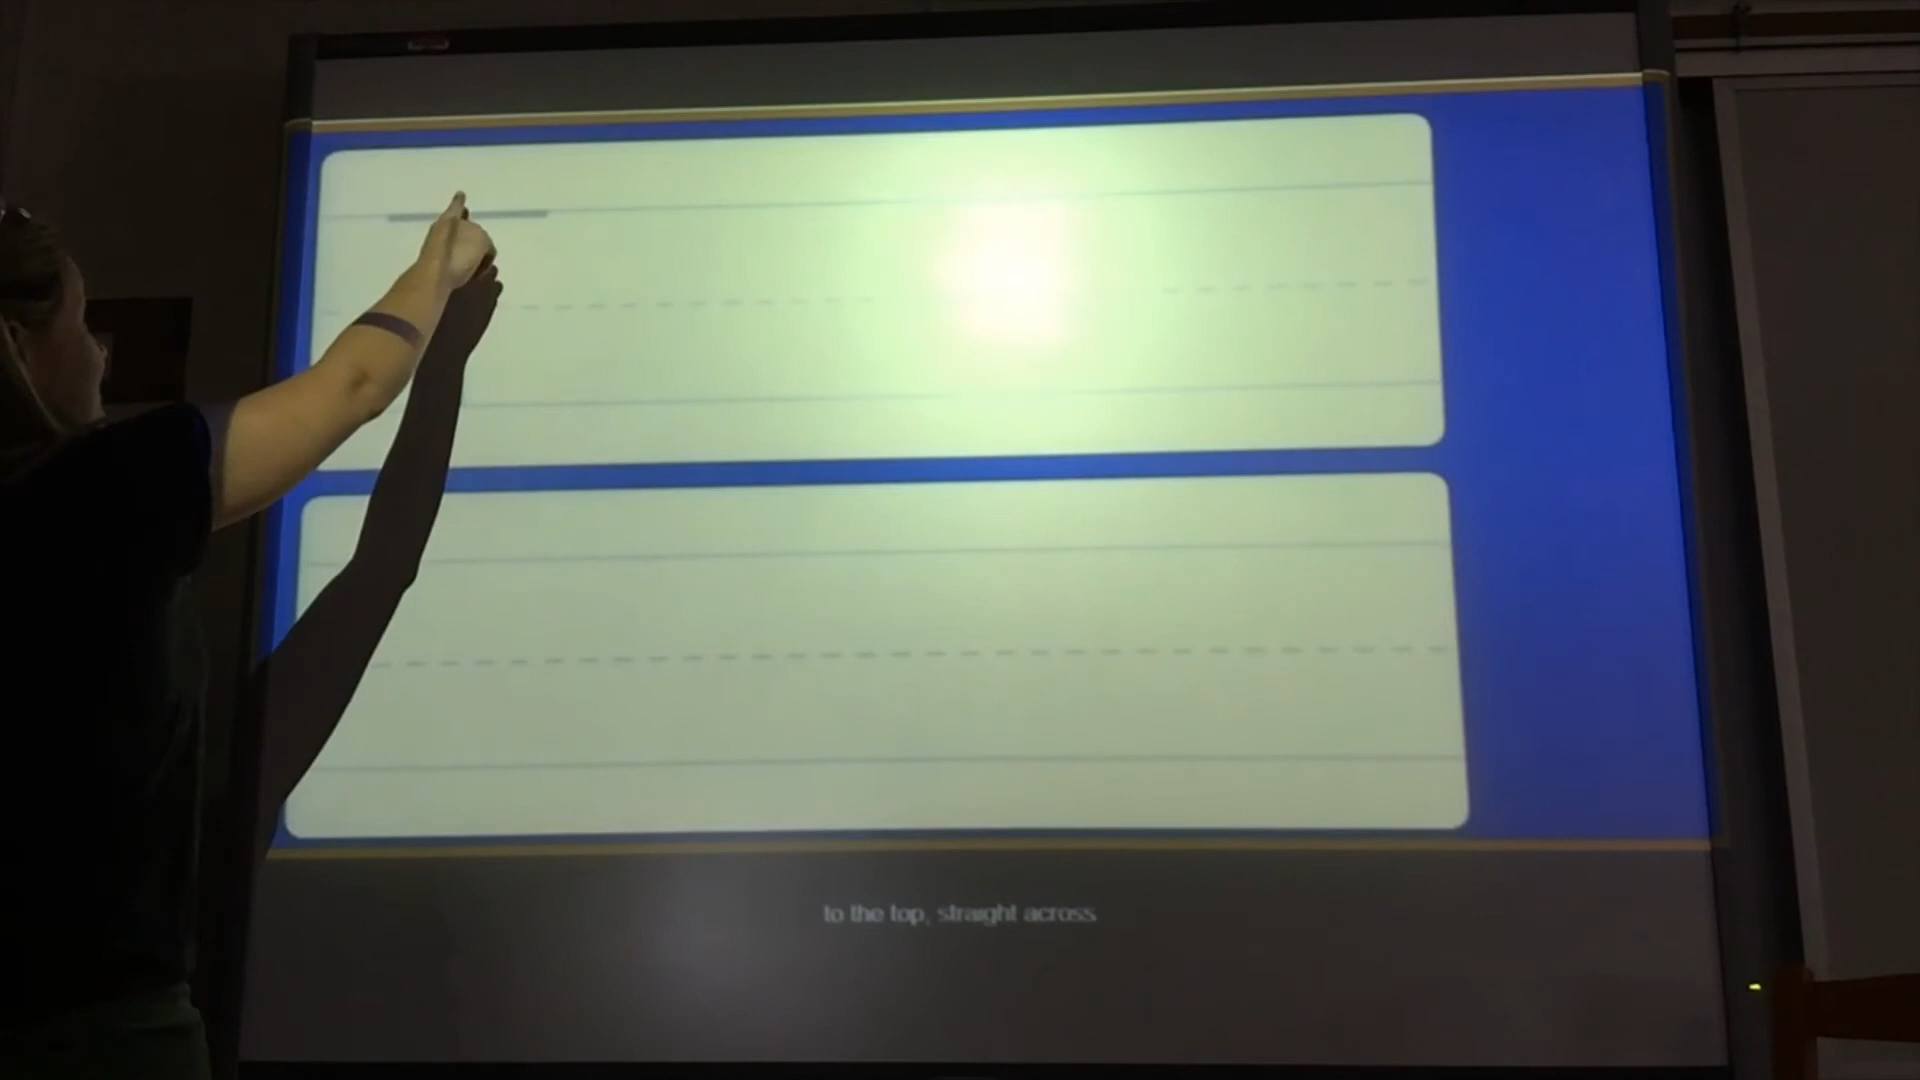 to the top, straight across